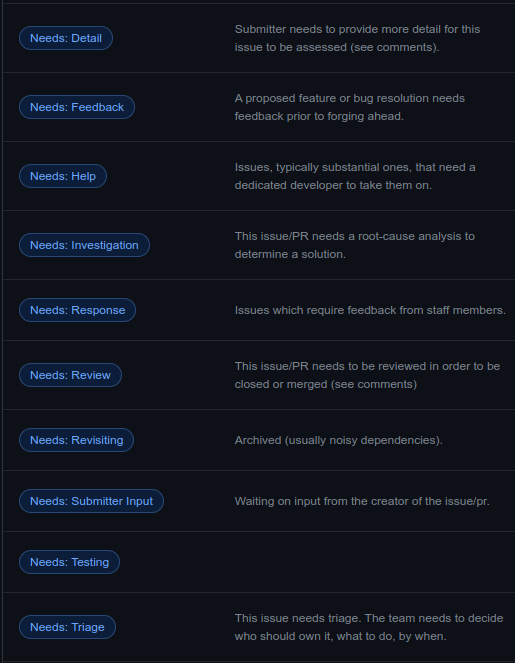 Needs: Detail
Submitter needs to provide more detail for this
issue to be assessed (see comments).
Needs: Feedback
A proposed feature or bug resolution needs
feedback prior to forging ahead.
Needs: Help
Issues, typically substantial ones, that need a
dedicated developer to take them on.
Needs: Investigation
This issue/PR needs a root-cause analysis to
determine a solution.
Needs: Response
Issues which require feedback from staff members.
Needs: Review
This issue/PR needs to be reviewed in order to be
closed or merged (see comments)
Needs: Revisiting
Archived (usually noisy dependencies).
Needs: Submitter Input
Waiting on input from the creator of the issue/pr.
Needs: Testing
Needs: Triage
This issue needs triage. The team needs to decide
who should own it, what to do, by when.